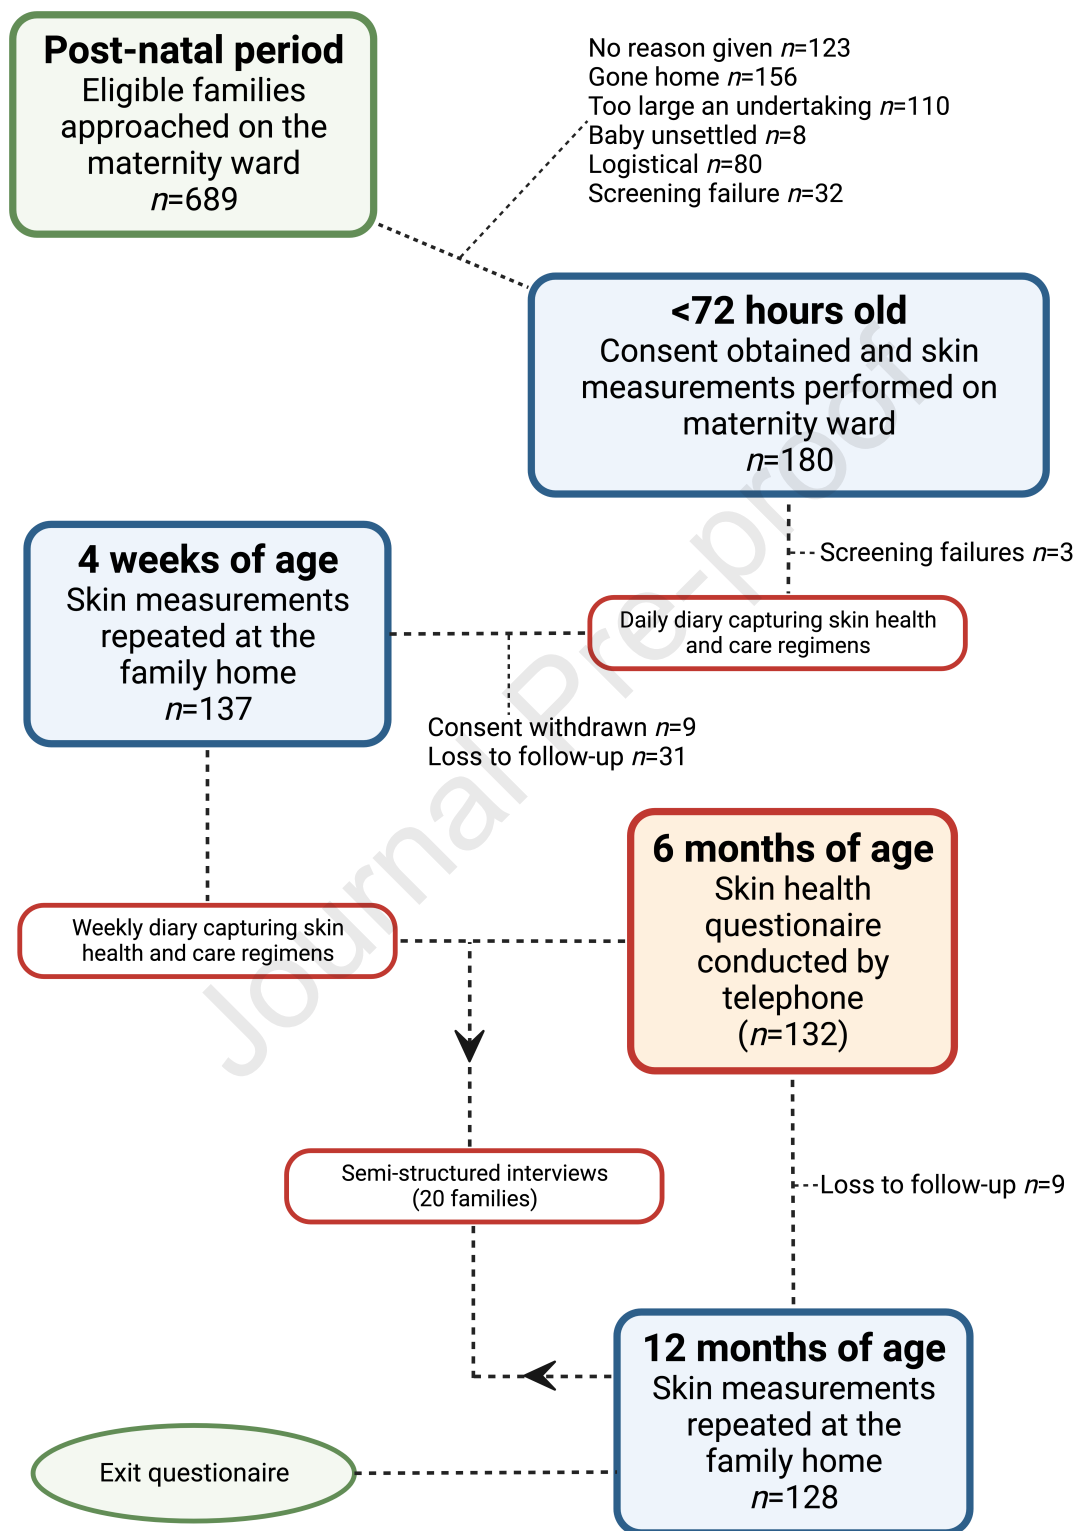 Post-natal period
Eligible families
approached on the
maternity ward
n=689
No reason given n=123
Gone home n=156
Too large an undertaking n=110
Baby unsettled n=8
Logistical n=80
Screening failure n=32
<72 hours old
Consent obtained and skin
measurements performed on
maternity ward
n=180
Screening failures n=3
Daily diary capturing skin health
and care regimens
4 weeks of age
Skin measurements
repeated at the
family home
n=137
Consent withdrawn n=9
Loss to follow-up n=31
6 months of age
Skin health
questionaire
conducted by
telephone
(n=132)
Weekly diary capturing skin
health and care regimens
Semi-structured interviews
(20 families)
Loss to follow-up n=9
12 months of age
Skin measurements
repeated at the
family home
n=128
Exit questionaire
Journal Pre-proof